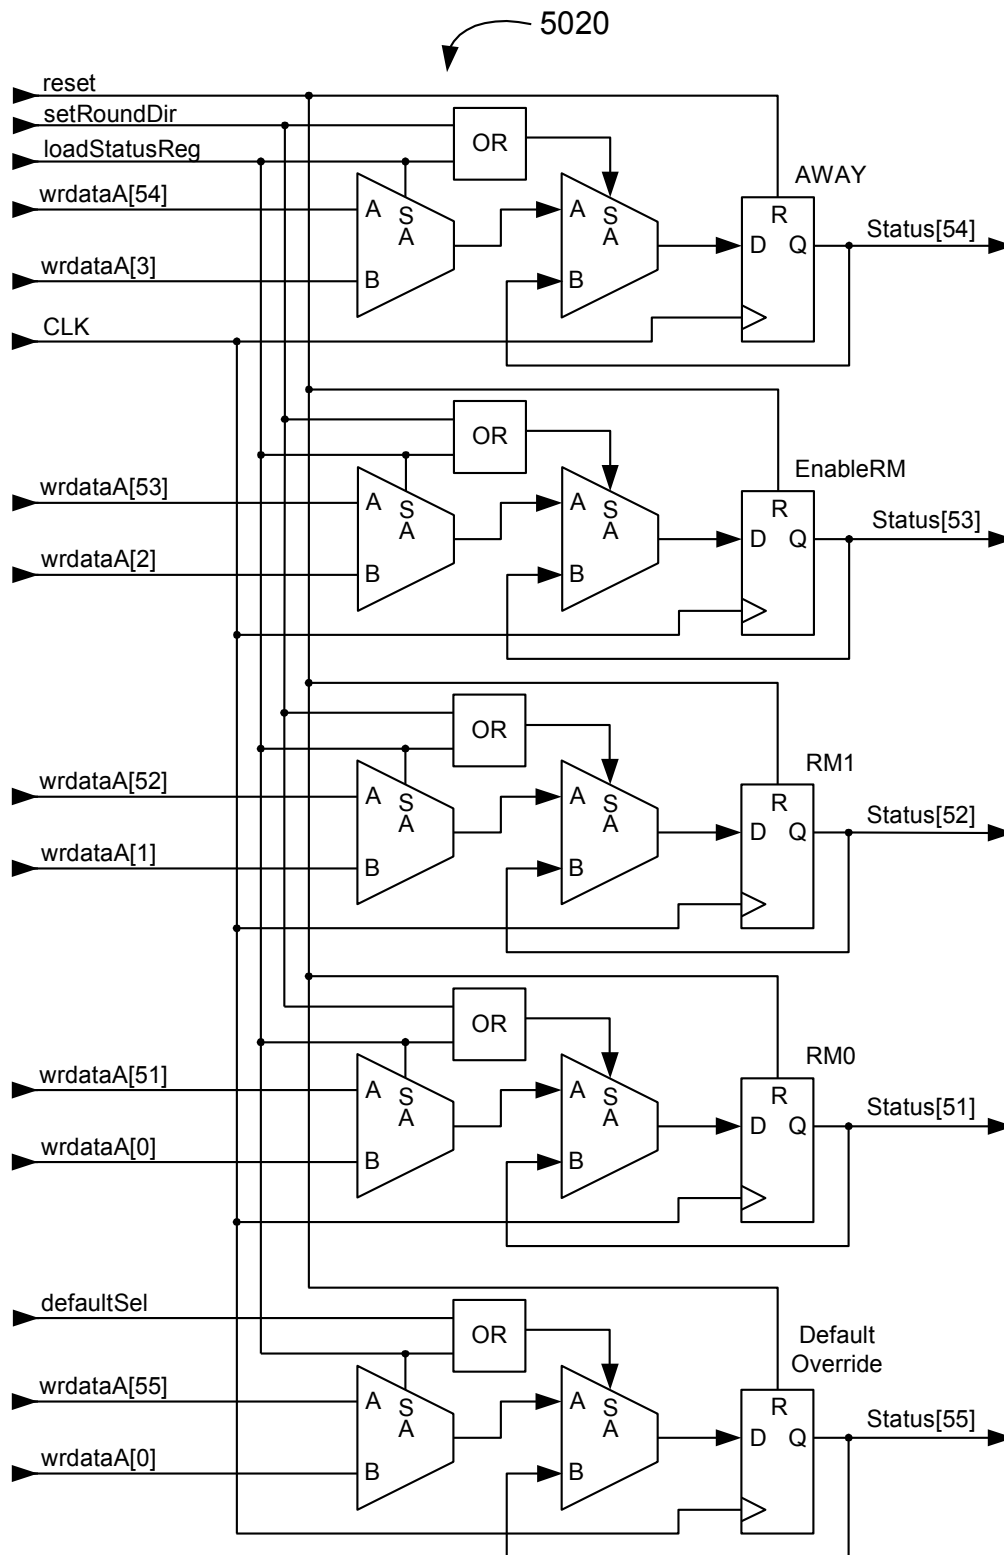 5020
reset
setRoundDir
loadStatusReg
OR
AWAY
wrdataA[54]
A
S
A
A
S
A
R
D
Q
Status[54]
wrdataA[3]
B
B
CLK
OR
EnableRM
wrdataA[53]
A
S
A
A
S
A
R
D
Q
Status[53]
wrdataA[2]
B
B
OR
RM1
wrdataA[52]
A
S
A
A
S
A
R
D
Q
Status[52]
wrdataA[1]
B
B
OR
RM0
wrdataA[51]
A
S
A
A
S
A
R
D
Q
Status[51]
wrdataA[0]
B
B
defaultSel
OR
Default
Override
wrdataA[55]
A
S
A
A
S
A
R
D
Q
Status[55]
wrdataA[0]
B
B